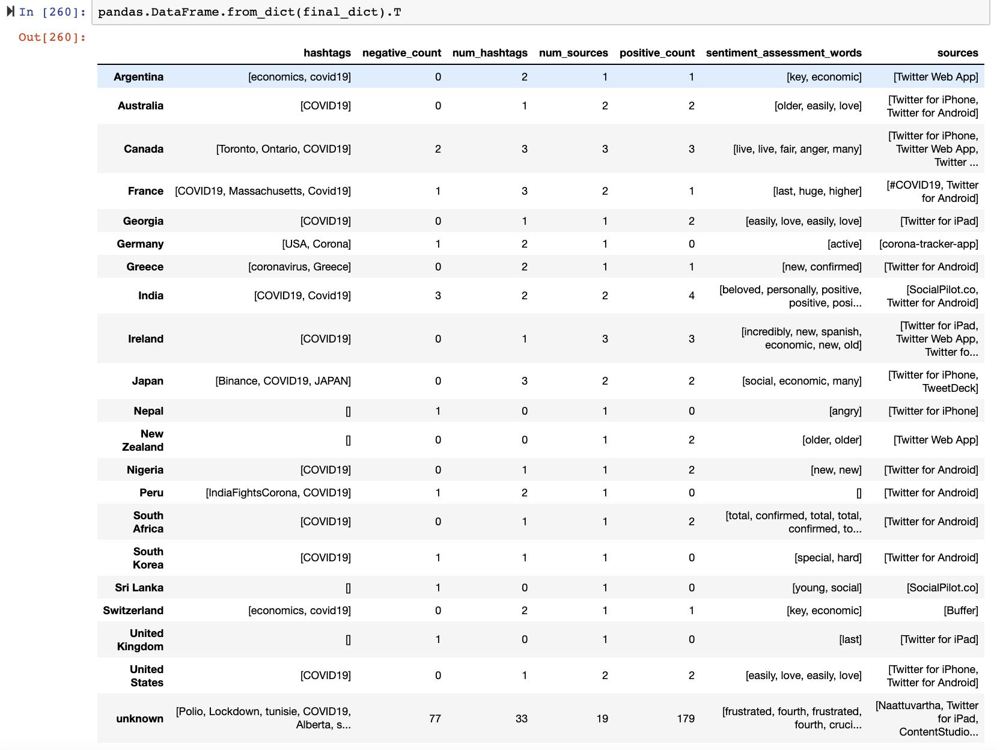 In [260]: pandas.DataFrame.from_dict(final_dict).T
Out[260]:
hashtags negative_count num_hashtags num_sources positive_count sentiment_assessment_words sources
Argentina [economics, covid19] 0 2 1 1 [key, economic] [Twitter Web App]
Australia [COVID19] 0 1 2 2 [older, easily, love] [Twitter for iPhone, Twitter for Android]
Canada [Toronto, Ontario, COVID19] 2 3 3 3 [live, live, fair, anger, many] [Twitter for iPhone, Twitter Web App, Twitter ...
France [COVID19, Massachusetts, Covid19] 1 3 2 1 [last, huge, higher] [#COVID19, Twitter for Android]
Georgia [COVID19] 0 1 1 2 [easily, love, easily, love] [Twitter for iPad]
Germany [USA, Corona] 1 2 1 0 [active] [corona-tracker-app]
Greece [coronavirus, Greece] 0 2 1 1 [new, confirmed] [Twitter for Android]
India [COVID19, Covid19] 3 2 2 4 [beloved, personally, positive, positive, posi... [SocialPilot.co, Twitter for Android]
Ireland [COVID19] 0 1 3 3 [incredibly, new, spanish, economic, new, old] [Twitter for iPad, Twitter Web App, Twitter fo...
Japan [Binance, COVID19, JAPAN] 0 3 2 2 [social, economic, many] [Twitter for iPhone, TweetDeck]
Nepal [] 1 0 1 0 [angry] [Twitter for iPhone]
New Zealand [] 0 0 1 2 [older, older] [Twitter Web App]
Nigeria [COVID19] 0 1 1 2 [new, new] [Twitter for Android]
Peru [IndiaFightsCorona, COVID19] 1 2 1 0 [] [Twitter for Android]
South Africa [COVID19] 0 1 1 2 [total, confirmed, total, total, confirmed, to... [Twitter for Android]
South Korea [COVID19] 1 1 1 0 [special, hard] [Twitter for Android]
Sri Lanka [] 1 0 1 0 [young, social] [SocialPilot.co]
Switzerland [economics, covid19] 0 2 1 1 [key, economic] [Buffer]
United Kingdom [] 1 0 1 0 [last] [Twitter for iPad]
United States [COVID19] 0 1 2 2 [easily, love, easily, love] [Twitter for iPhone, Twitter for Android]
unknown [Polio, Lockdown, tunisie, COVID19, Alberta, s... 77 33 19 179 [frustrated, fourth, frustrated, fourth, cruci... [Naattuvartha, Twitter for iPad, ContentStudio...